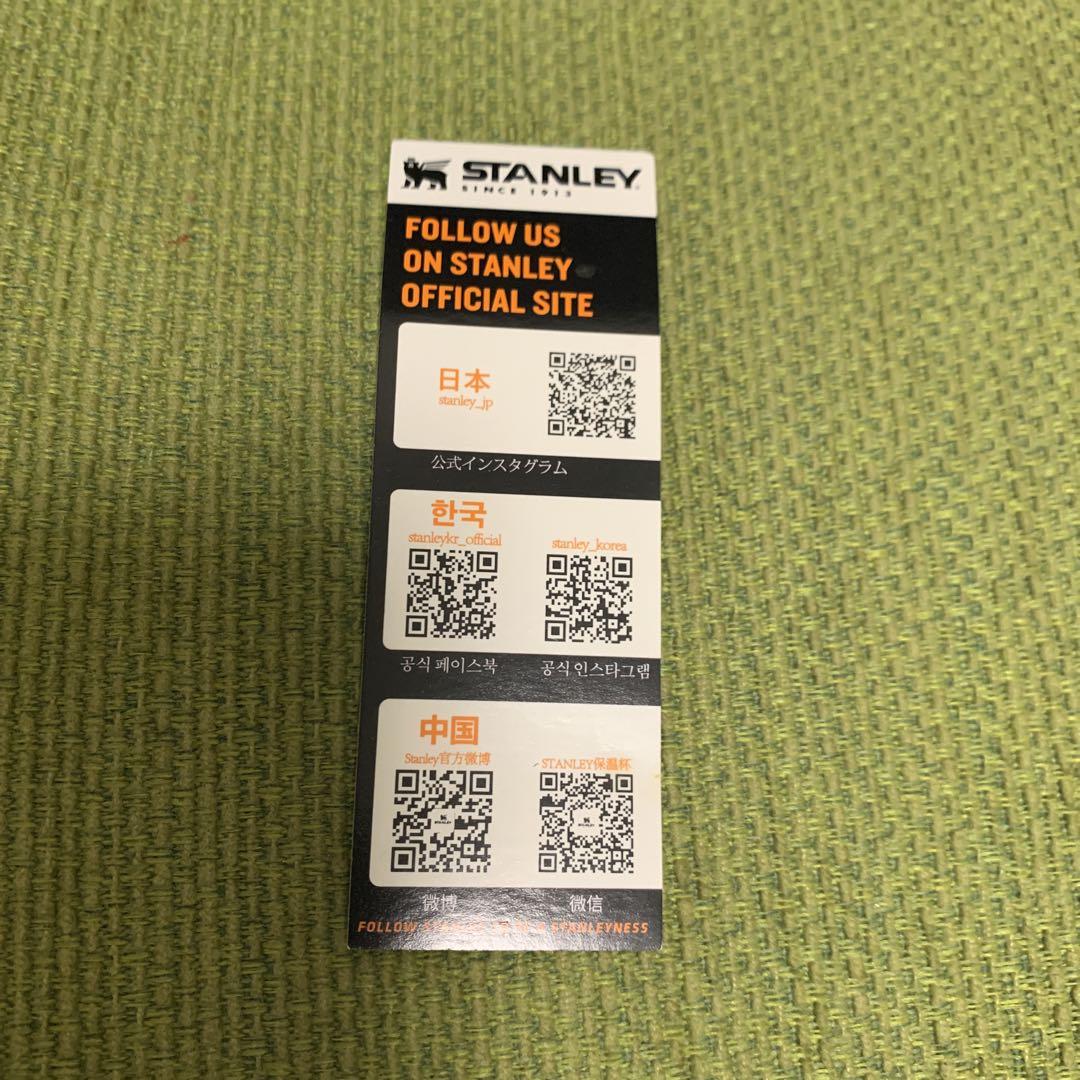 STANLEY
SINCE 1913
FOLLOW US
ON STANLEY
OFFICIAL SITE
日本
stanley_jp
公式インスタグラム
한국
stanleykr_official
stanley_korea
공식 페이스북
공식 인스타그램
中国
Stanley官方微博
STANLEY保温杯
STANLEY
STANLEY
微博
微信
FOLLOW STANLEYNESS